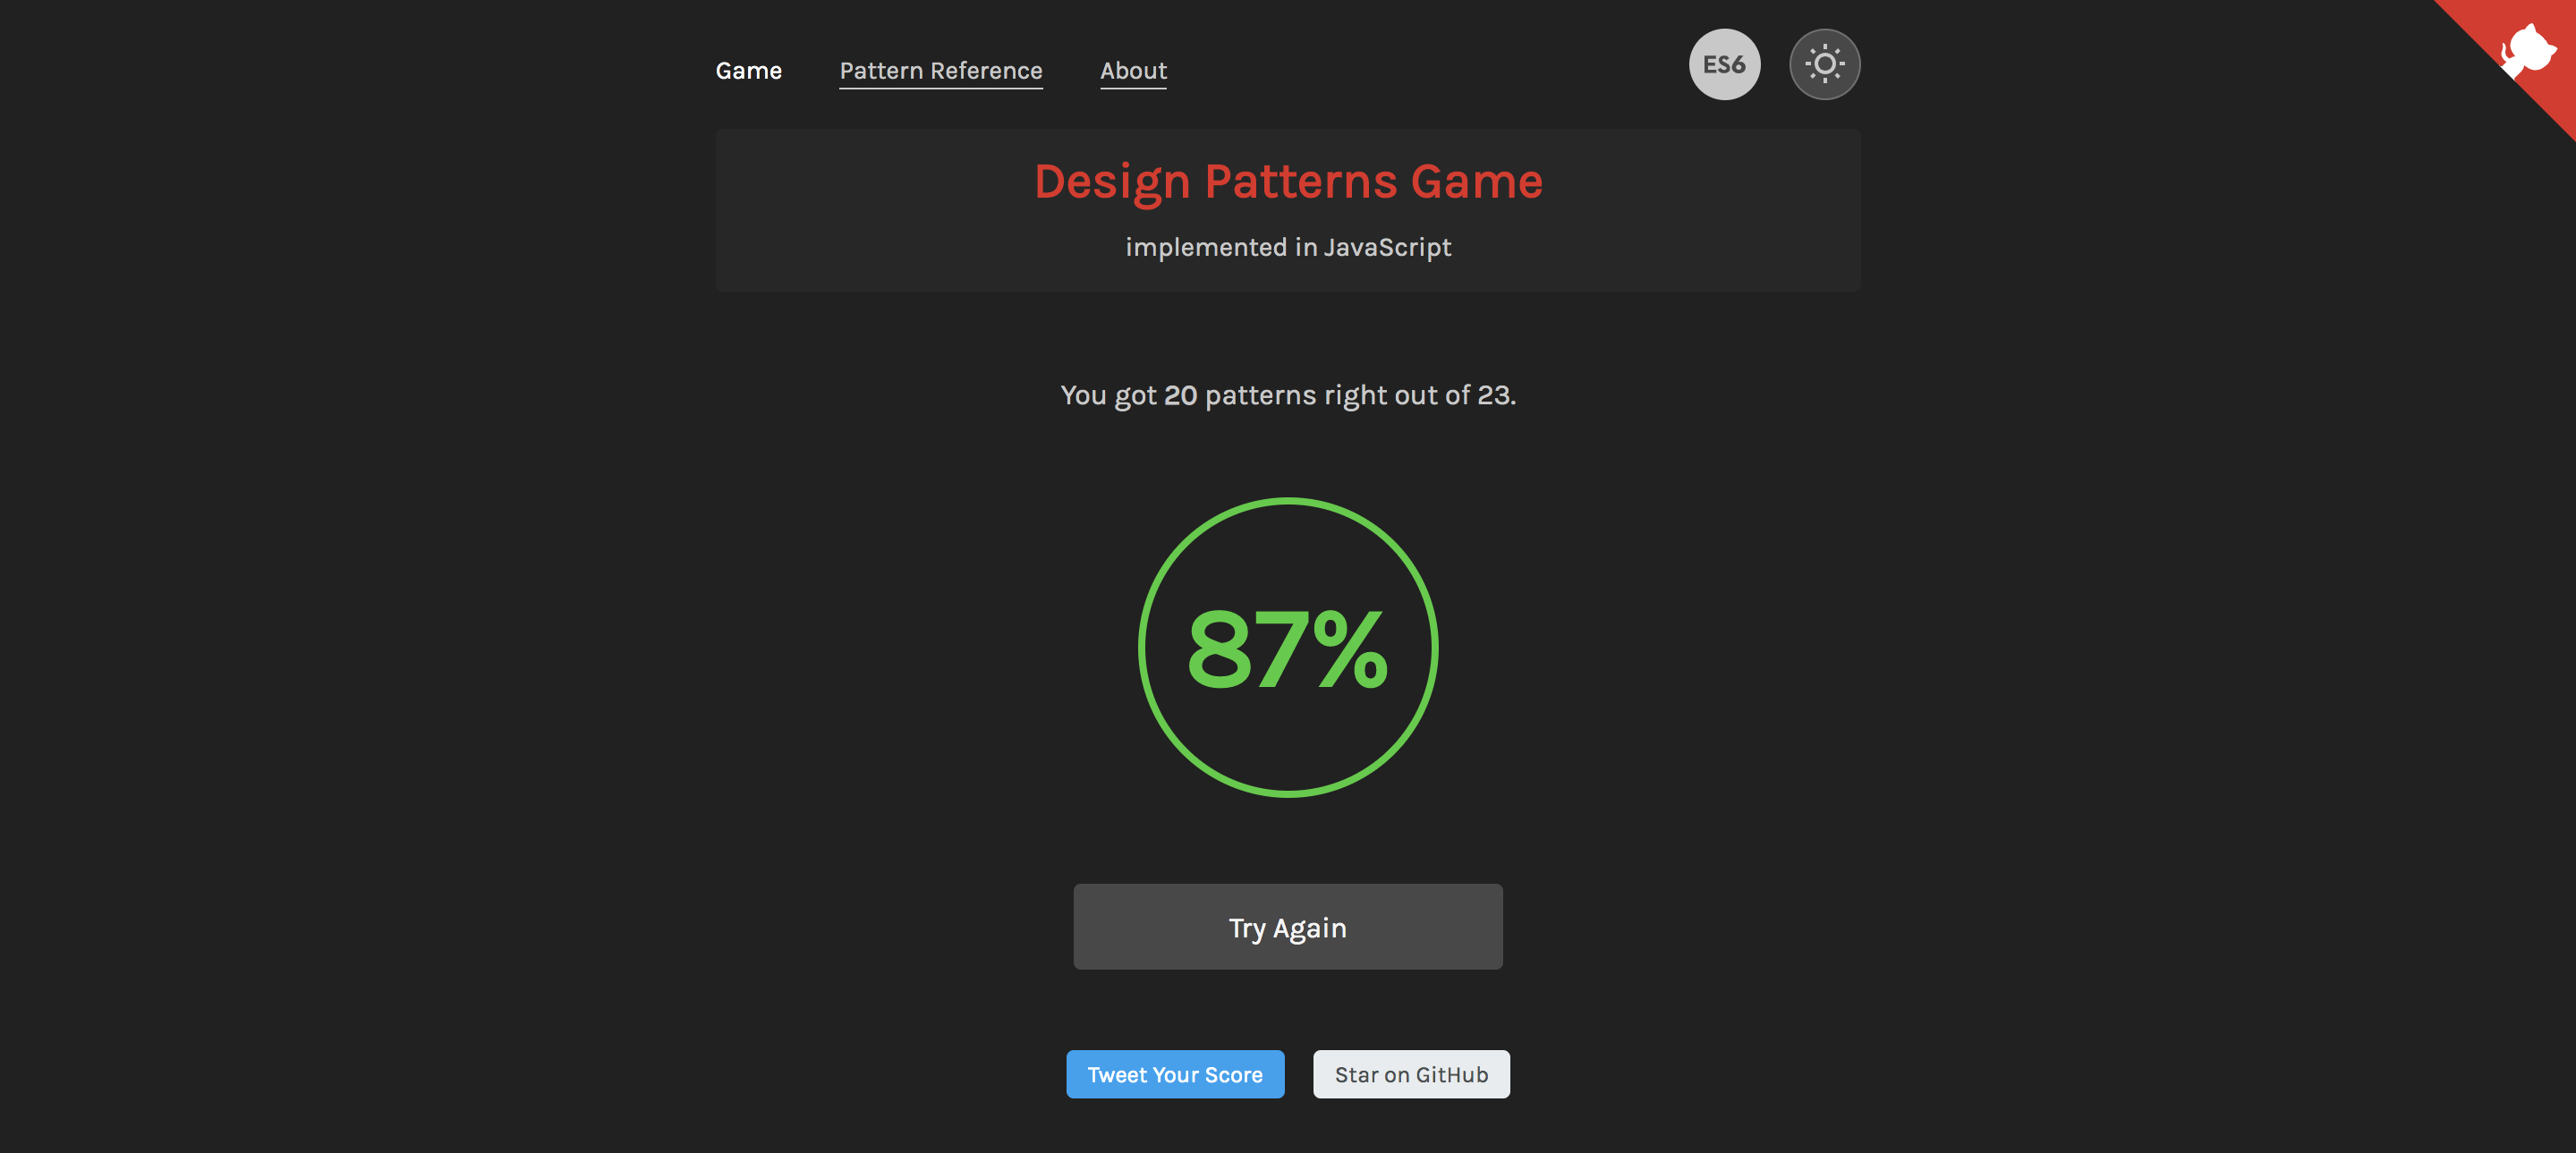 Game Pattern Reference About ES6
Design Patterns Game
implemented in JavaScript
You got 20 patterns right out of 23.
87%
Try Again
Tweet Your Score Star on GitHub